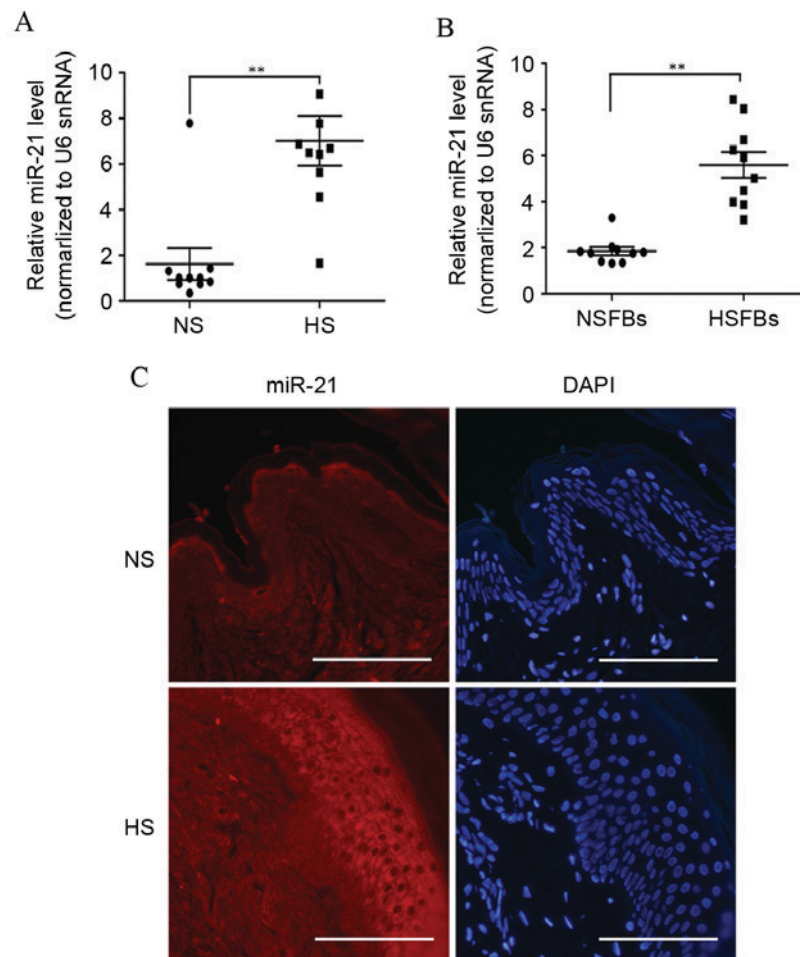 A
Relative miR-21 level
(normarlized to U6 snRNA)
10
8
6
4
2
0
**
NS
HS
B
Relative miR-21 level
(normarlized to U6 snRNA)
10
8
6
4
2
0
**
NSFBs
HSFBs
C
miR-21
DAPI
NS
HS